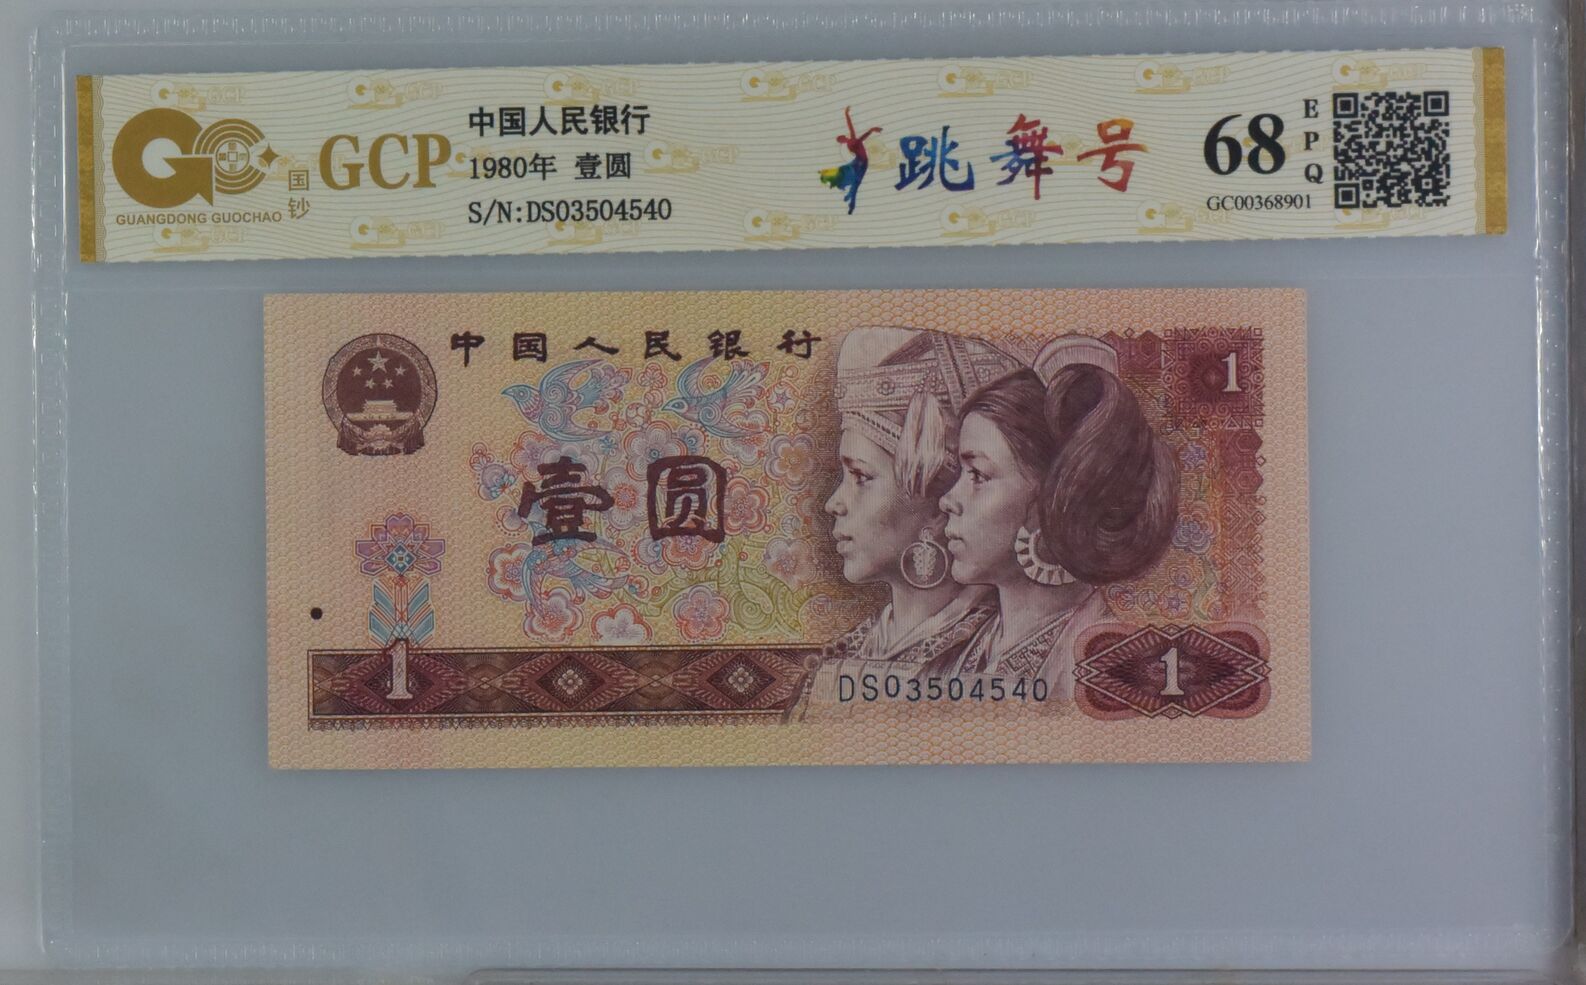 GCP
国钞
GUANGDONG GUOCHAO
中国人民银行
1980年 壹圆
S/N:DS03504540
跳舞号
68
EPQ
GC00368901
中国人民银行
1
壹圆
1
DS03504540
1